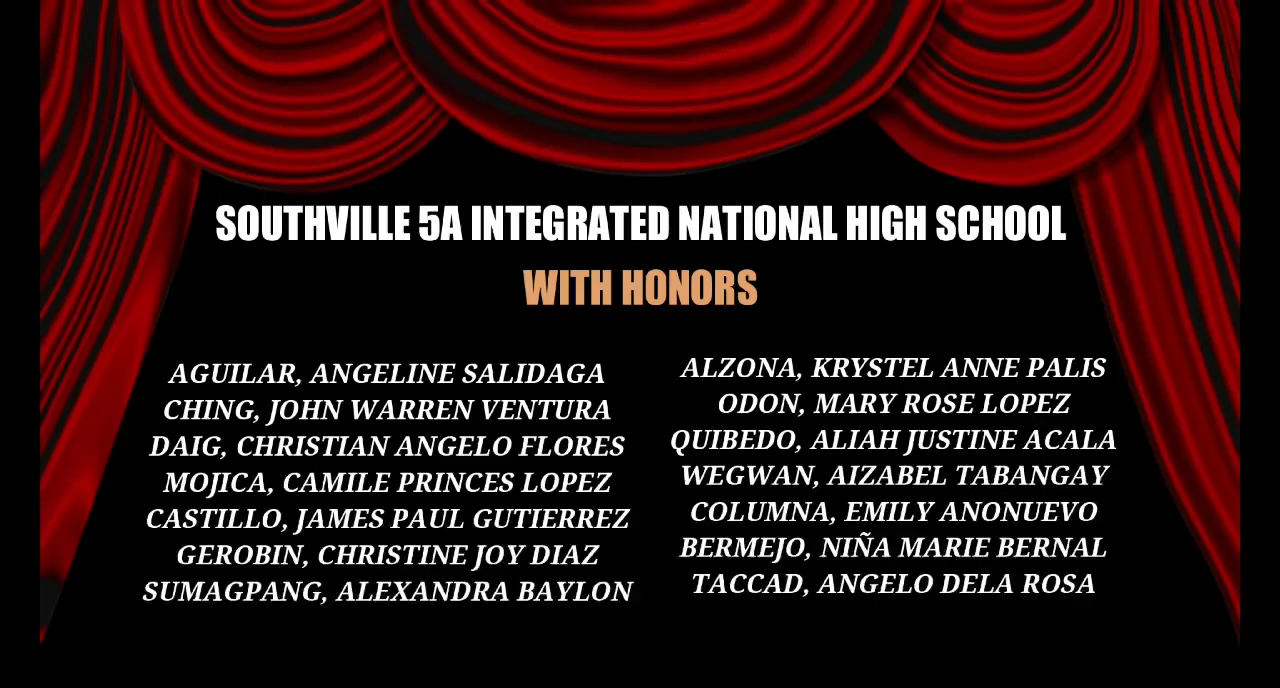 SOUTHVILLE 5A INTEGRATED NATIONAL HIGH SCHOOL
WITH HONORS
AGUILAR, ANGELINE SALIDAGA
CHING, JOHN WARREN VENTURA
DAIG, CHRISTIAN ANGELO FLORES
MOJICA, CAMILE PRINCES LOPEZ
CASTILLO, JAMES PAUL GUTIERREZ
GEROBIN, CHRISTINE JOY DIAZ
SUMAGPANG, ALEXANDRA BAYLON
ALZONA, KRYSTEL ANNE PALIS
ODON, MARY ROSE LOPEZ
QUIBEDO, ALIAH JUSTINE ACALA
WEGWAN, AIZABEL TABANGAY
COLUMNA, EMILY ANONUEVO
BERMEJO, NIÑA MARIE BERNAL
TACCAD, ANGELO DELA ROSA